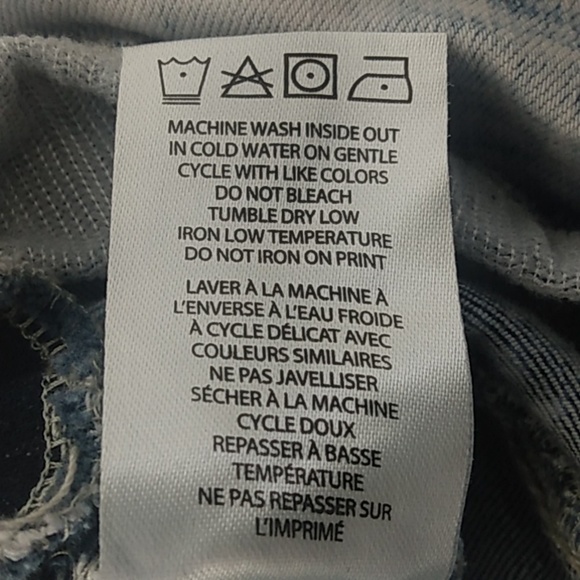 MACHINE WASH INSIDE OUT
IN COLD WATER ON GENTLE
CYCLE WITH LIKE COLORS
DO NOT BLEACH
TUMBLE DRY LOW
IRON LOW TEMPERATURE
DO NOT IRON ON PRINT
LAVER À LA MACHINE À
L'ENVERSE À L'EAU FROIDE
À CYCLE DÉLICAT AVEC
COULEURS SIMILAIRES
NE PAS JAVELLISER
SÉCHER À LA MACHINE
CYCLE DOUX
REPASSER À BASSE
TEMPÉRATURE
NE PAS REPASSER SUR
L'IMPRIMÉ